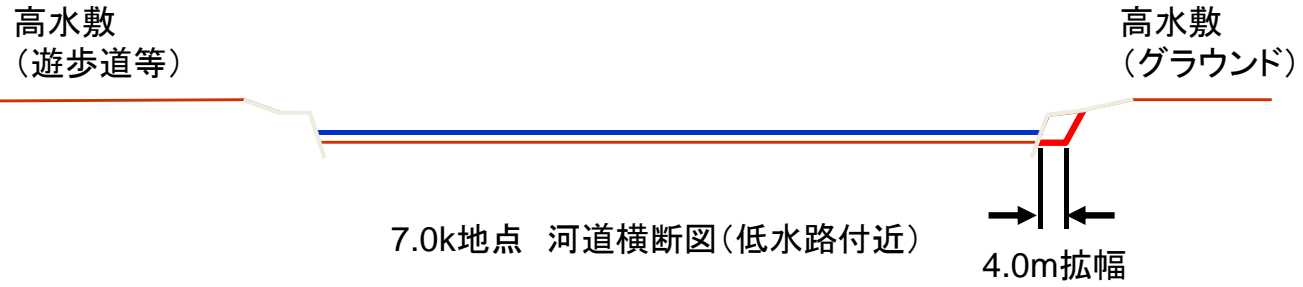 高水敷
（遊歩道等）
高水敷
（グラウンド）
7.0k地点　河道横断図（低水路付近）
4.0m拡幅